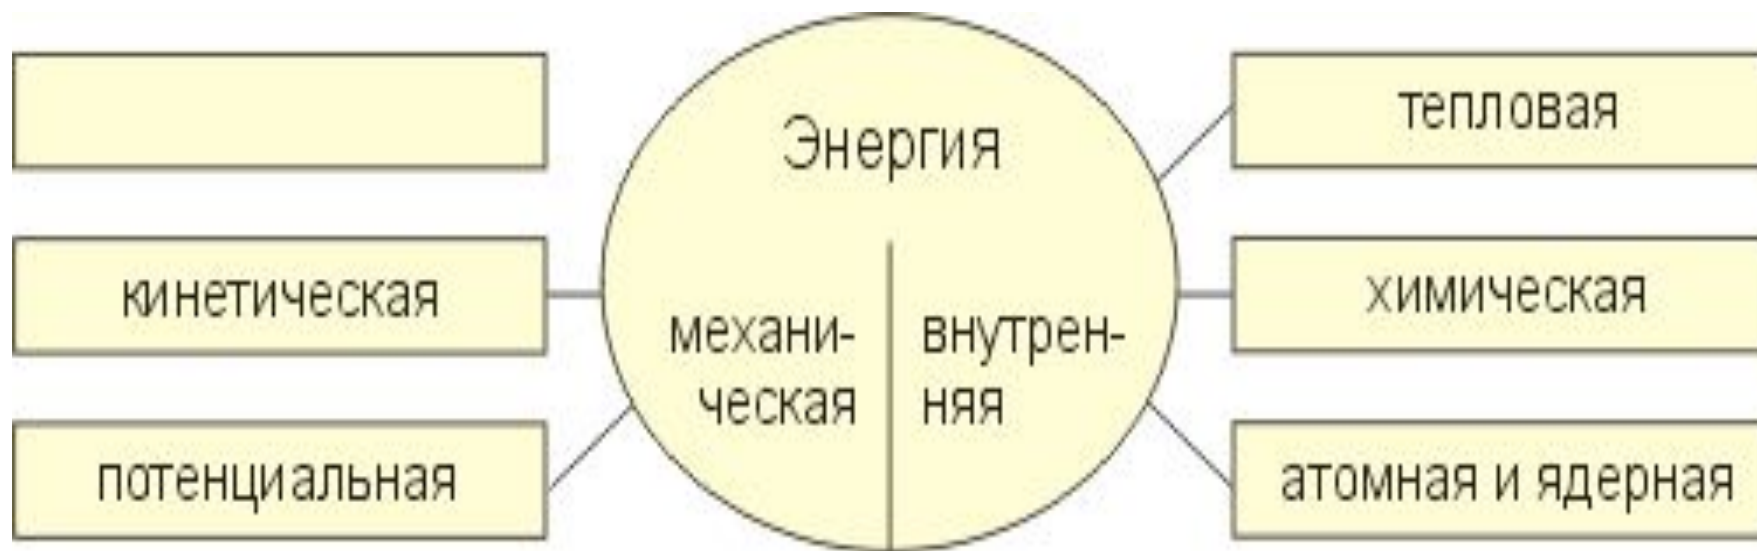 Энергия
механи-
ческая
внутрен-
няя
кинетическая
потенциальная
тепловая
химическая
атомная и ядерная